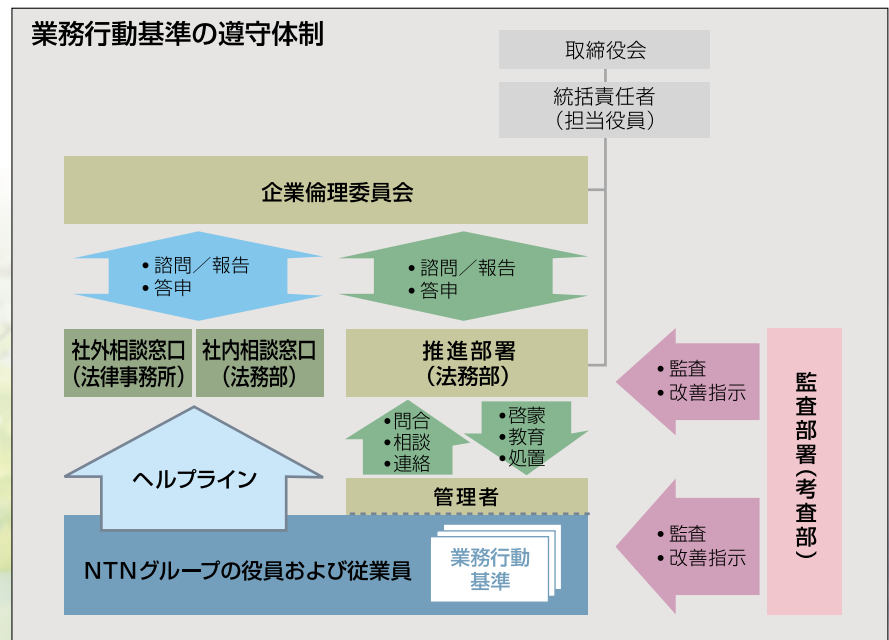 業務行動基準の遵守体制
取締役会
統括責任者
（担当役員）
企業倫理委員会
• 諮問／報告
• 答申
• 諮問／報告
• 答申
社外相談窓口
（法律事務所）
社内相談窓口
（法務部）
推進部署
（法務部）
• 監査
• 改善指示
監査部署（考査部）
• 問合
• 相談
• 連絡
• 啓蒙
• 教育
• 処置
ヘルプライン
管理者
NTNグループの役員および従業員
業務行動
基準
• 監査
• 改善指示